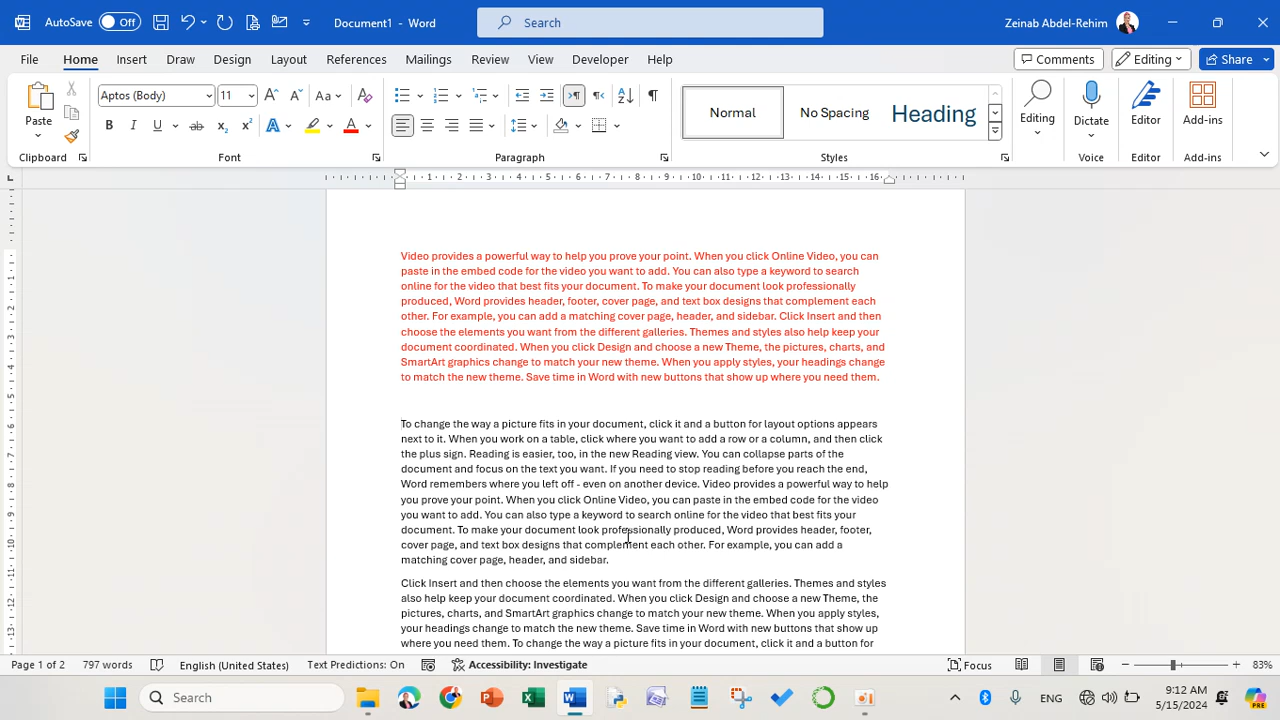 AutoSave Off Document1 - Word Search Zeinab Abdel-Rehim
File Home Insert Draw Design Layout References Mailings Review View Developer Help Comments Editing Share
Paste Aptos (Body) 11 Aa Normal No Spacing Heading Editing Dictate Editor Add-ins
Clipboard Font Paragraph Styles Voice Editor Add-ins
1 2 3 4 5 6 7 8 9 10 11 12 13 14 15 16
Video provides a powerful way to help you prove your point. When you click Online Video, you can
paste in the embed code for the video you want to add. You can also type a keyword to search
online for the video that best fits your document. To make your document look professionally
produced, Word provides header, footer, cover page, and text box designs that complement each
other. For example, you can add a matching cover page, header, and sidebar. Click Insert and then
choose the elements you want from the different galleries. Themes and styles also help keep your
document coordinated. When you click Design and choose a new Theme, the pictures, charts, and
SmartArt graphics change to match your new theme. When you apply styles, your headings change
to match the new theme. Save time in Word with new buttons that show up where you need them.
To change the way a picture fits in your document, click it and a button for layout options appears
next to it. When you work on a table, click where you want to add a row or a column, and then click
the plus sign. Reading is easier, too, in the new Reading view. You can collapse parts of the
document and focus on the text you want. If you need to stop reading before you reach the end,
Word remembers where you left off - even on another device. Video provides a powerful way to help
you prove your point. When you click Online Video, you can paste in the embed code for the video
you want to add. You can also type a keyword to search online for the video that best fits your
document. To make your document look professionally produced, Word provides header, footer,
cover page, and text box designs that complement each other. For example, you can add a
matching cover page, header, and sidebar.
Click Insert and then choose the elements you want from the different galleries. Themes and styles
also help keep your document coordinated. When you click Design and choose a new Theme, the
pictures, charts, and SmartArt graphics change to match your new theme. When you apply styles,
your headings change to match the new theme. Save time in Word with new buttons that show up
where you need them. To change the way a picture fits in your document, click it and a button for
Page 1 of 2 797 words English (United States) Text Predictions: On Accessibility: Investigate Focus 83%
Search ENG 9:12 AM
5/15/2024